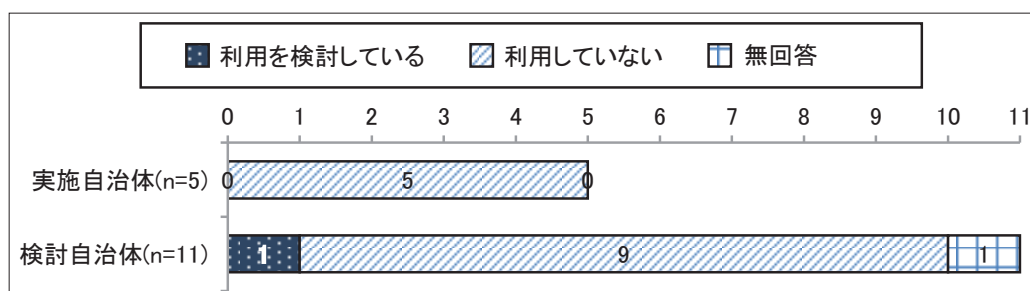 利用を検討している 利用していない 無回答
0 1 2 3 4 5 6 7 8 9 10 11
実施自治体(n=5) 0 5 0
検討自治体(n=11) 1 9 1